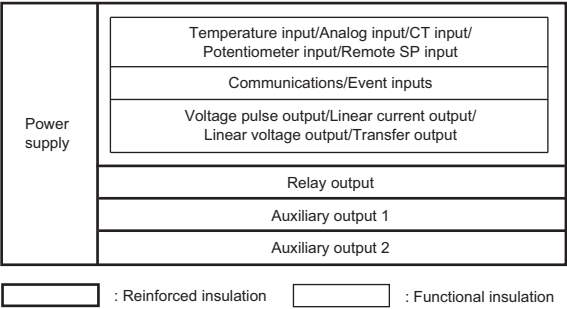 Power
supply
Temperature input/Analog input/CT input/
Potentiometer input/Remote SP input
Communications/Event inputs
Voltage pulse output/Linear current output/
Linear voltage output/Transfer output
Relay output
Auxiliary output 1
Auxiliary output 2
: Reinforced insulation
: Functional insulation